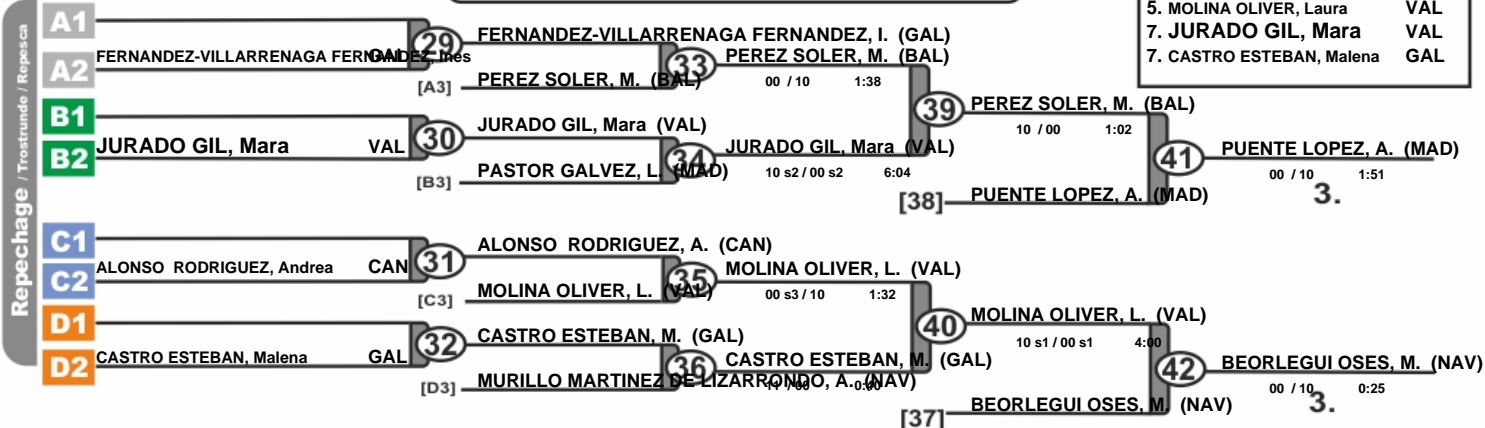 5. MOLINA OLIVER, Laura VAL
7. JURADO GIL, Mara VAL
7. CASTRO ESTEBAN, Malena GAL
Repechage / Trostrunde / Repesca
A1
29
FERNANDEZ-VILLARRENAGA FERNANDEZ, I. (GAL)
A2 FERNANDEZ-VILLARRENAGA FERNANDEZ, Ines GAL
33
PEREZ SOLER, M. (BAL)
[A3] PEREZ SOLER, M. (BAL)
00 / 10 1:38
B1
39
PEREZ SOLER, M. (BAL)
10 / 00 1:02
B2 JURADO GIL, Mara VAL
30
JURADO GIL, Mara (VAL)
34
JURADO GIL, Mara (VAL)
[B3] PASTOR GALVEZ, L. (MAD)
10 s2 / 00 s2 6:04
41
PUENTE LOPEZ, A. (MAD)
00 / 10 1:51
3.
[38] PUENTE LOPEZ, A. (MAD)
C1
31
ALONSO RODRIGUEZ, A. (CAN)
C2 ALONSO RODRIGUEZ, Andrea CAN
35
MOLINA OLIVER, L. (VAL)
[C3] MOLINA OLIVER, L. (VAL)
00 s3 / 10 1:32
D1
40
MOLINA OLIVER, L. (VAL)
10 s1 / 00 s1 4:00
D2 CASTRO ESTEBAN, Malena GAL
32
CASTRO ESTEBAN, M. (GAL)
36
CASTRO ESTEBAN, M. (GAL)
[D3] MURILLO MARTINEZ DE LIZARRONDO, A. (NAV)
42
BEORLEGUI OSES, M. (NAV)
00 / 10 0:25
3.
[37] BEORLEGUI OSES, M. (NAV)